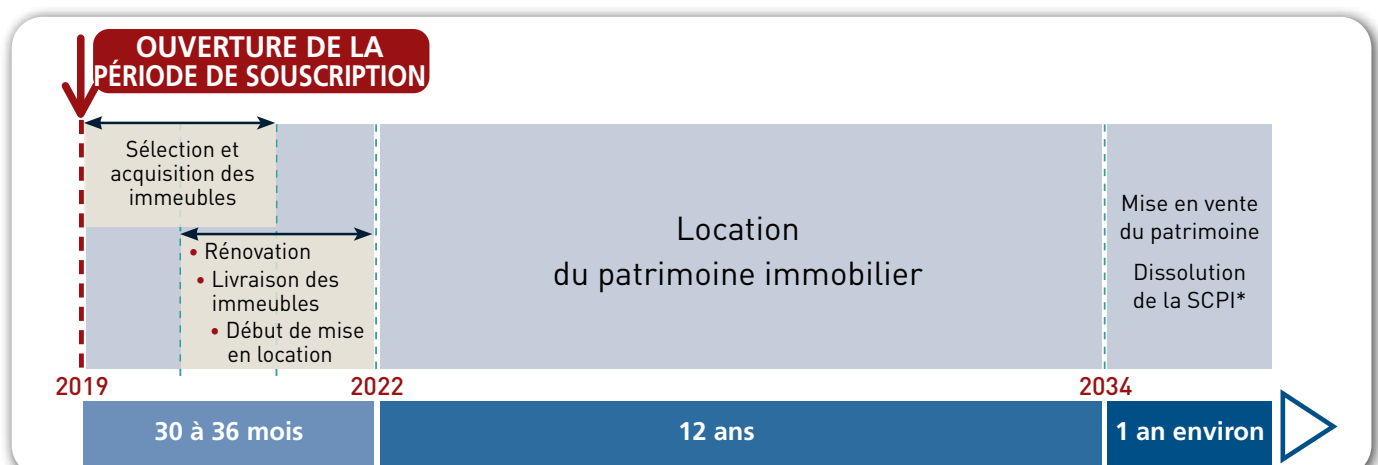 OUVERTURE DE LA
PÉRIODE DE SOUSCRIPTION
Sélection et
acquisition des
immeubles
• Rénovation
• Livraison des
immeubles
• Début de mise
en location
Location
du patrimoine immobilier
Mise en vente
du patrimoine
Dissolution
de la SCPI*
2019
2022
2034
30 à 36 mois
12 ans
1 an environ